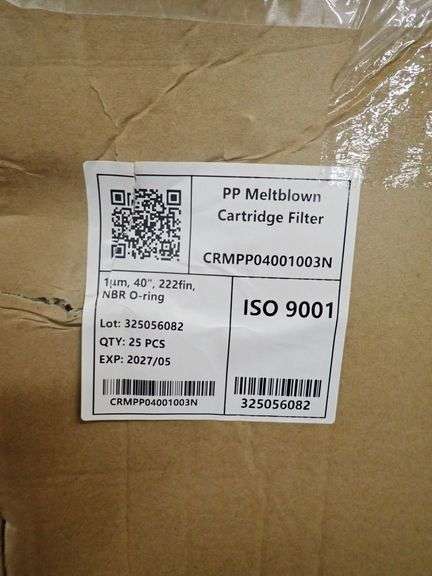 PP Meltblown
Cartridge Filter
CRMPP04001003N
1μm, 40", 222fin,
NBR O-ring
Lot: 325056082
QTY: 25 PCS
EXP: 2027/05
ISO 9001
CRMPP04001003N
325056082